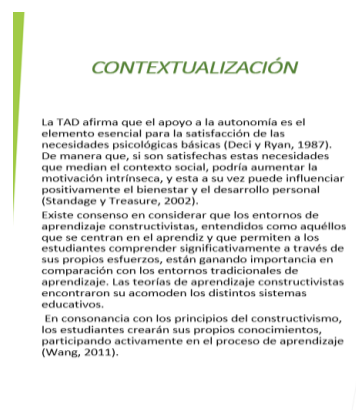 CONTEXTUALIZACIÓN
La TAD afirma que el apoyo a la autonomía es el
elemento esencial para la satisfacción de las
necesidades psicológicas básicas (Deci y Ryan, 1987).
De manera que, si son satisfechas estas necesidades
que median el contexto social, podría aumentar la
motivación intrínseca, y esta a su vez puede influenciar
positivamente el bienestar y el desarrollo personal
(Standage y Treasure, 2002).
Existe consenso en considerar que los entornos de
aprendizaje constructivistas, entendidos como aquéllos
que se centran en el aprendiz y que permiten a los
estudiantes comprender significativamente a través de
sus propios esfuerzos, están ganando importancia en
comparación con los entornos tradicionales de
aprendizaje. Las teorías de aprendizaje constructivistas
encontraron su acomoden los distintos sistemas
educativos.
En consonancia con los principios del constructivismo,
los estudiantes crearán sus propios conocimientos,
participando activamente en el proceso de aprendizaje
(Wang, 2011).